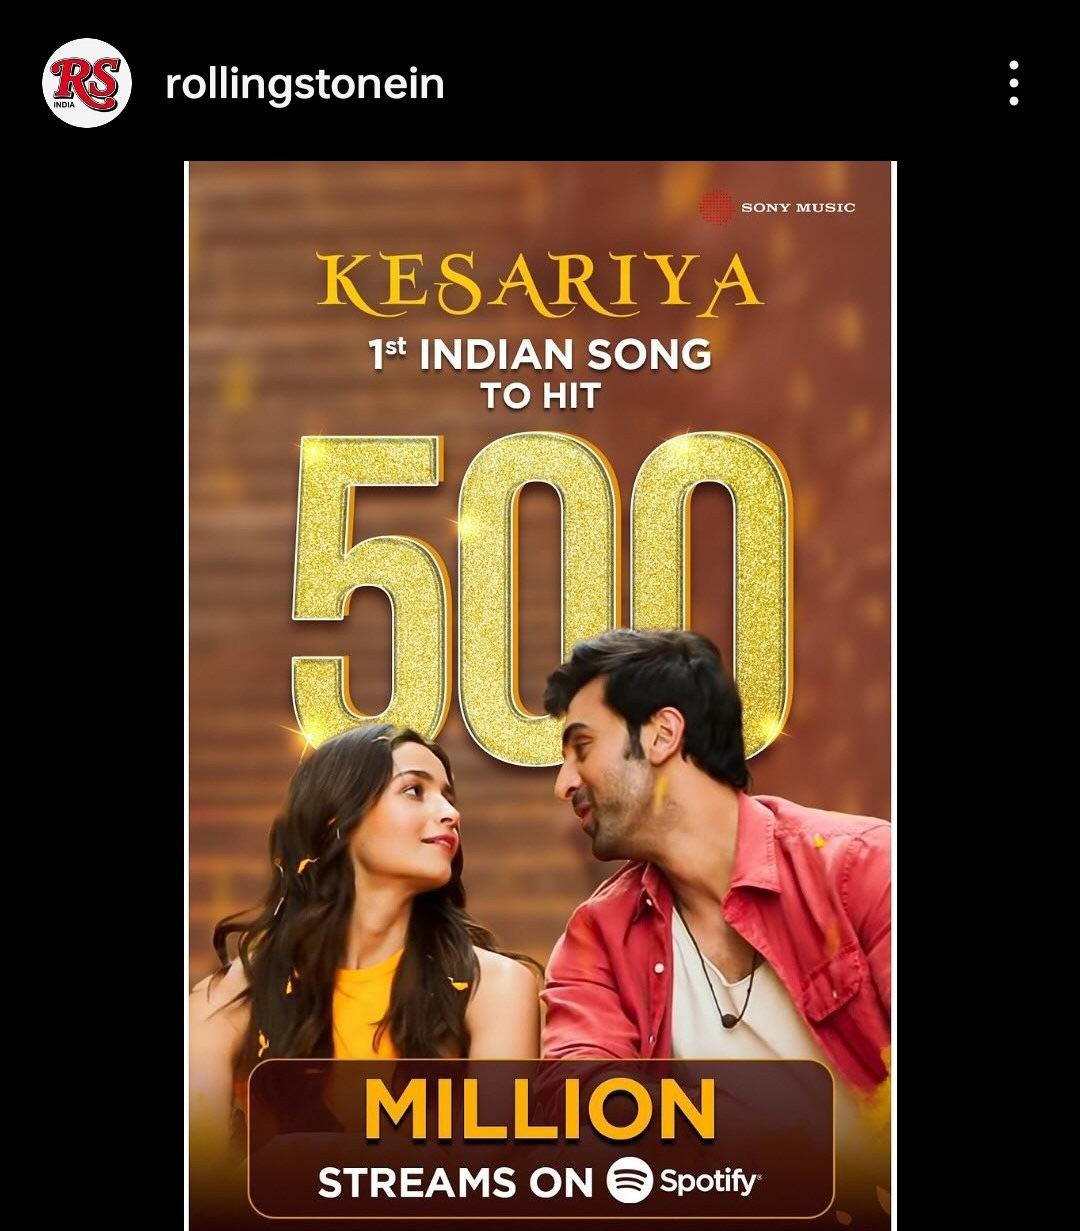 RS
INDIA
rollingstonein
SONY MUSIC
KESARIYA
1st INDIAN SONG
TO HIT
500
MILLION
STREAMS ON Spotify